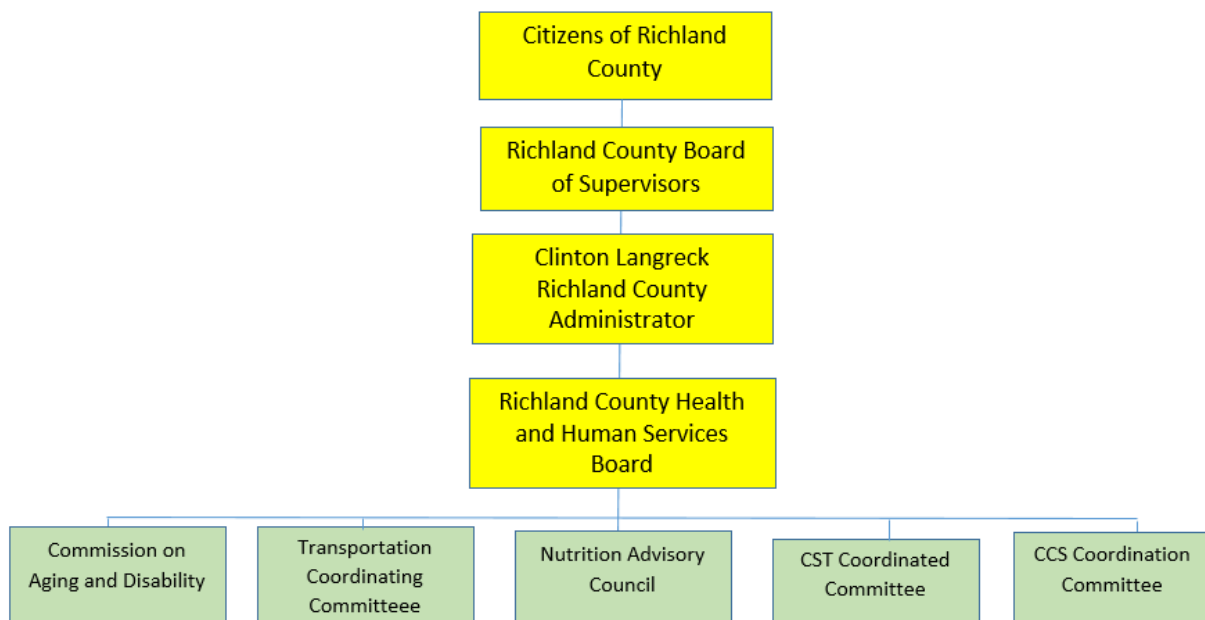 Citizens of Richland
County
Richland County Board
of Supervisors
Clinton Langreck
Richland County
Administrator
Richland County Health
and Human Services
Board
Commission on
Aging and Disability
Transportation
Coordinating
Committeee
Nutrition Advisory
Council
CST Coordinated
Committee
CCS Coordination
Committee